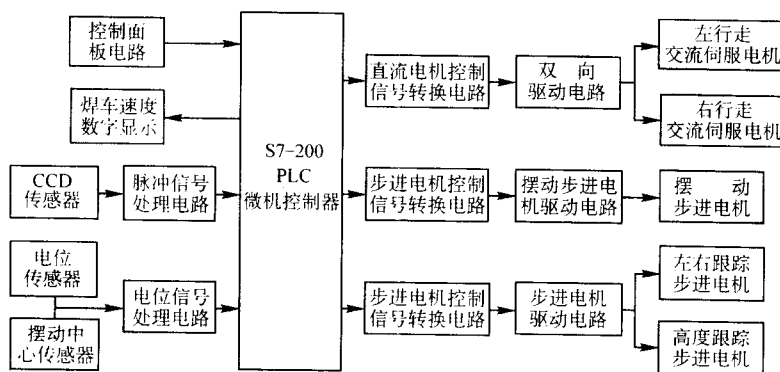 控制面
板电路
焊车速度
数字显示
CCD
传感器
脉冲信号
处理电路
电位
传感器
摆动中
心传感器
电位信号
处理电路
S7-200
PLC
微机控制器
直流电机控制
信号转换电路
双 向
驱动电路
左行走
交流伺服电机
右行走
交流伺服电机
步进电机控制
信号转换电路
摆动步进电
机驱动电路
摆 动
步进电机
步进电机控制
信号转换电路
步进电机
驱动电路
左右跟踪
步进电机
高度跟踪
步进电机